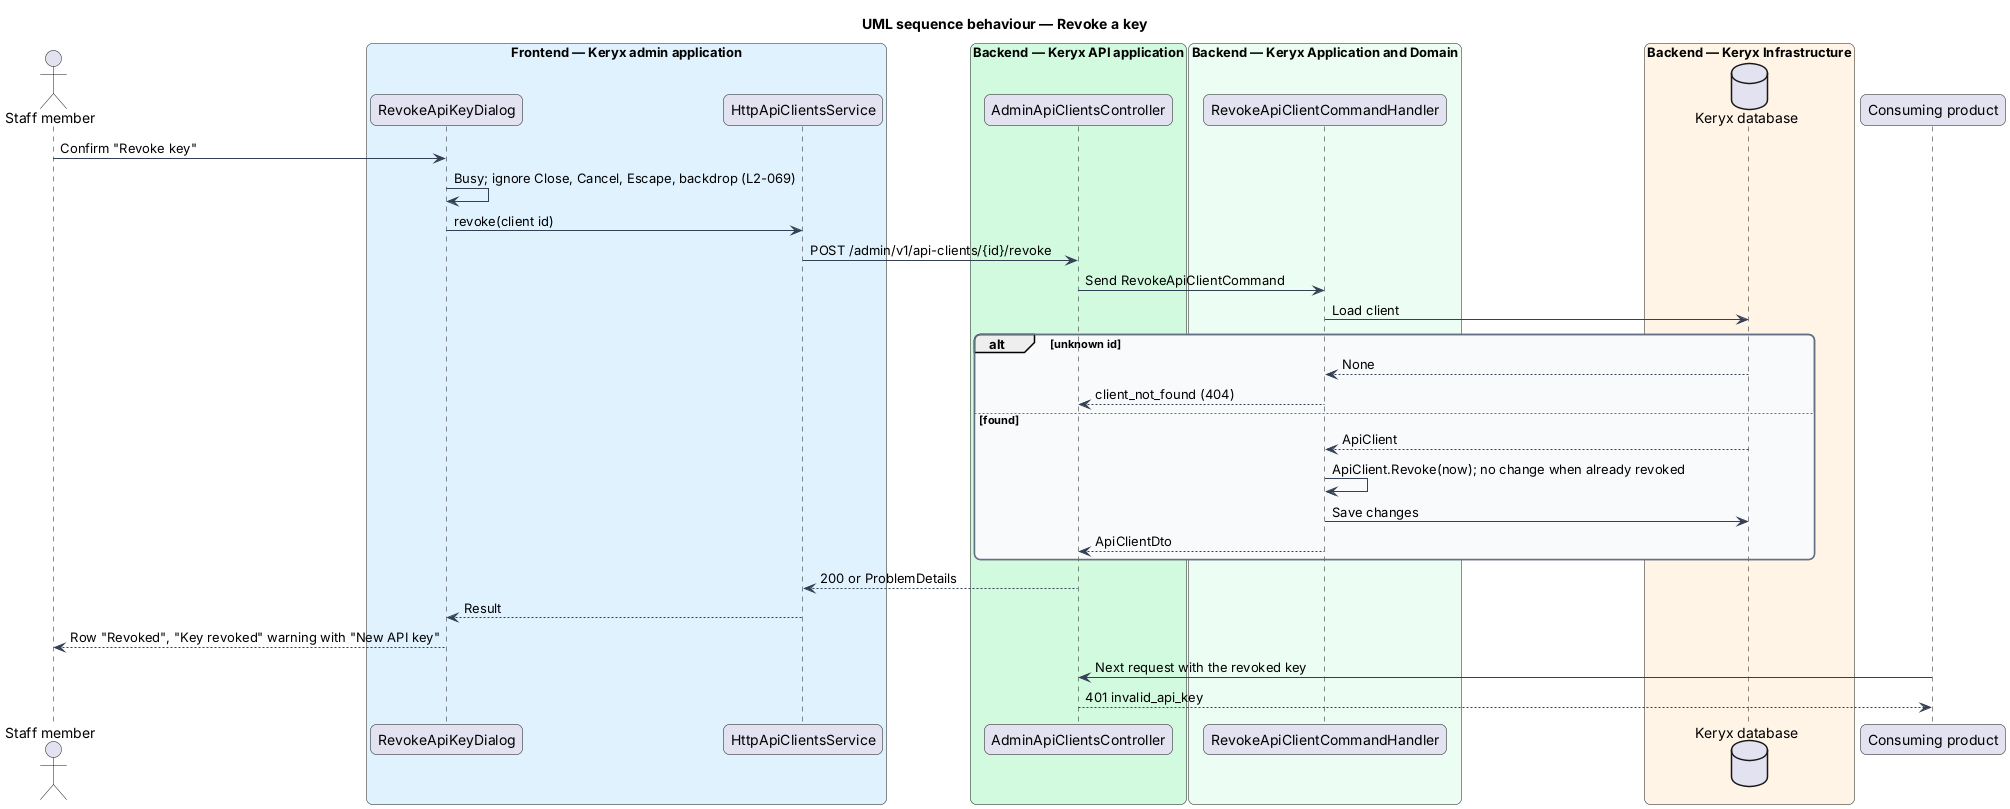 UML sequence behaviour — Revoke a key
Frontend — Keryx admin application
Backend — Keryx API application
Backend — Keryx Application and Domain
Backend — Keryx Infrastructure
Staff member
RevokeApiKeyDialog
HttpApiClientsService
AdminApiClientsController
RevokeApiClientCommandHandler
Keryx database
Consuming product
Confirm "Revoke key"
Busy; ignore Close, Cancel, Escape, backdrop (L2-069)
revoke(client id)
POST /admin/v1/api-clients/{id}/revoke
Send RevokeApiClientCommand
Load client
alt
[unknown id]
None
client_not_found (404)
[found]
ApiClient
ApiClient.Revoke(now); no change when already revoked
Save changes
ApiClientDto
200 or ProblemDetails
Result
Row "Revoked", "Key revoked" warning with "New API key"
Next request with the revoked key
401 invalid_api_key
Staff member
RevokeApiKeyDialog
HttpApiClientsService
AdminApiClientsController
RevokeApiClientCommandHandler
Keryx database
Consuming product